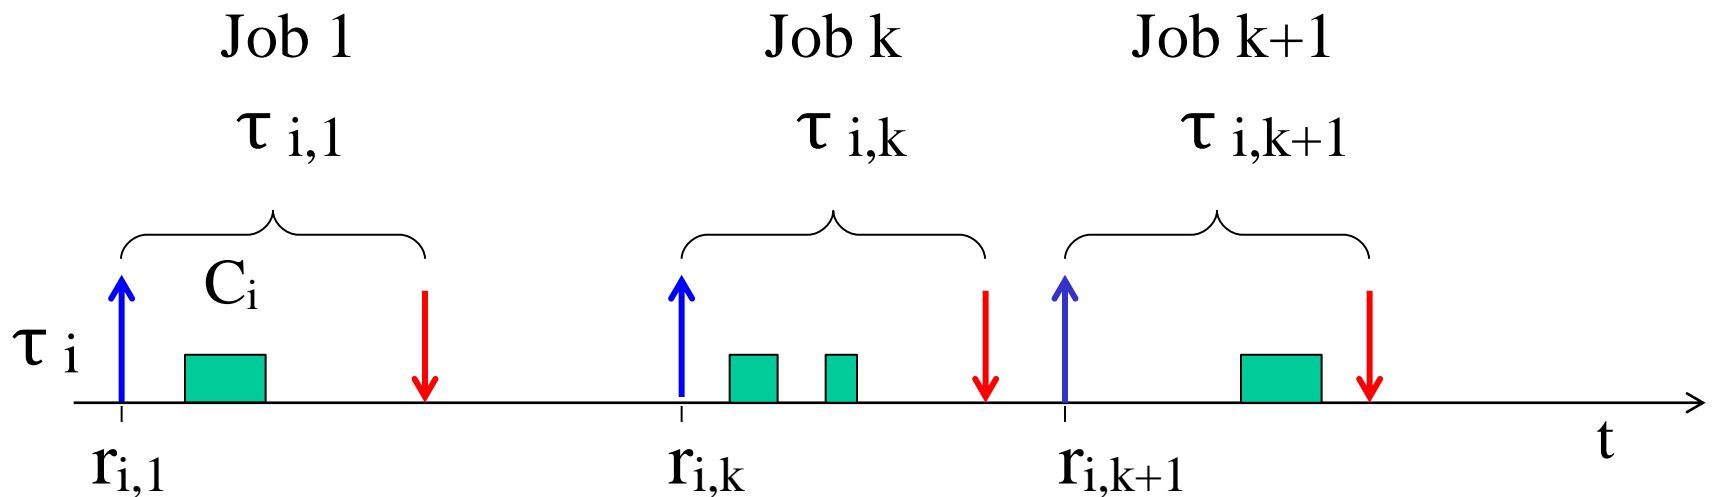 Job 1 Job k Job k+1
τ i,1 τ i,k τ i,k+1
Ci
τ i
t
ri,1 ri,k ri,k+1